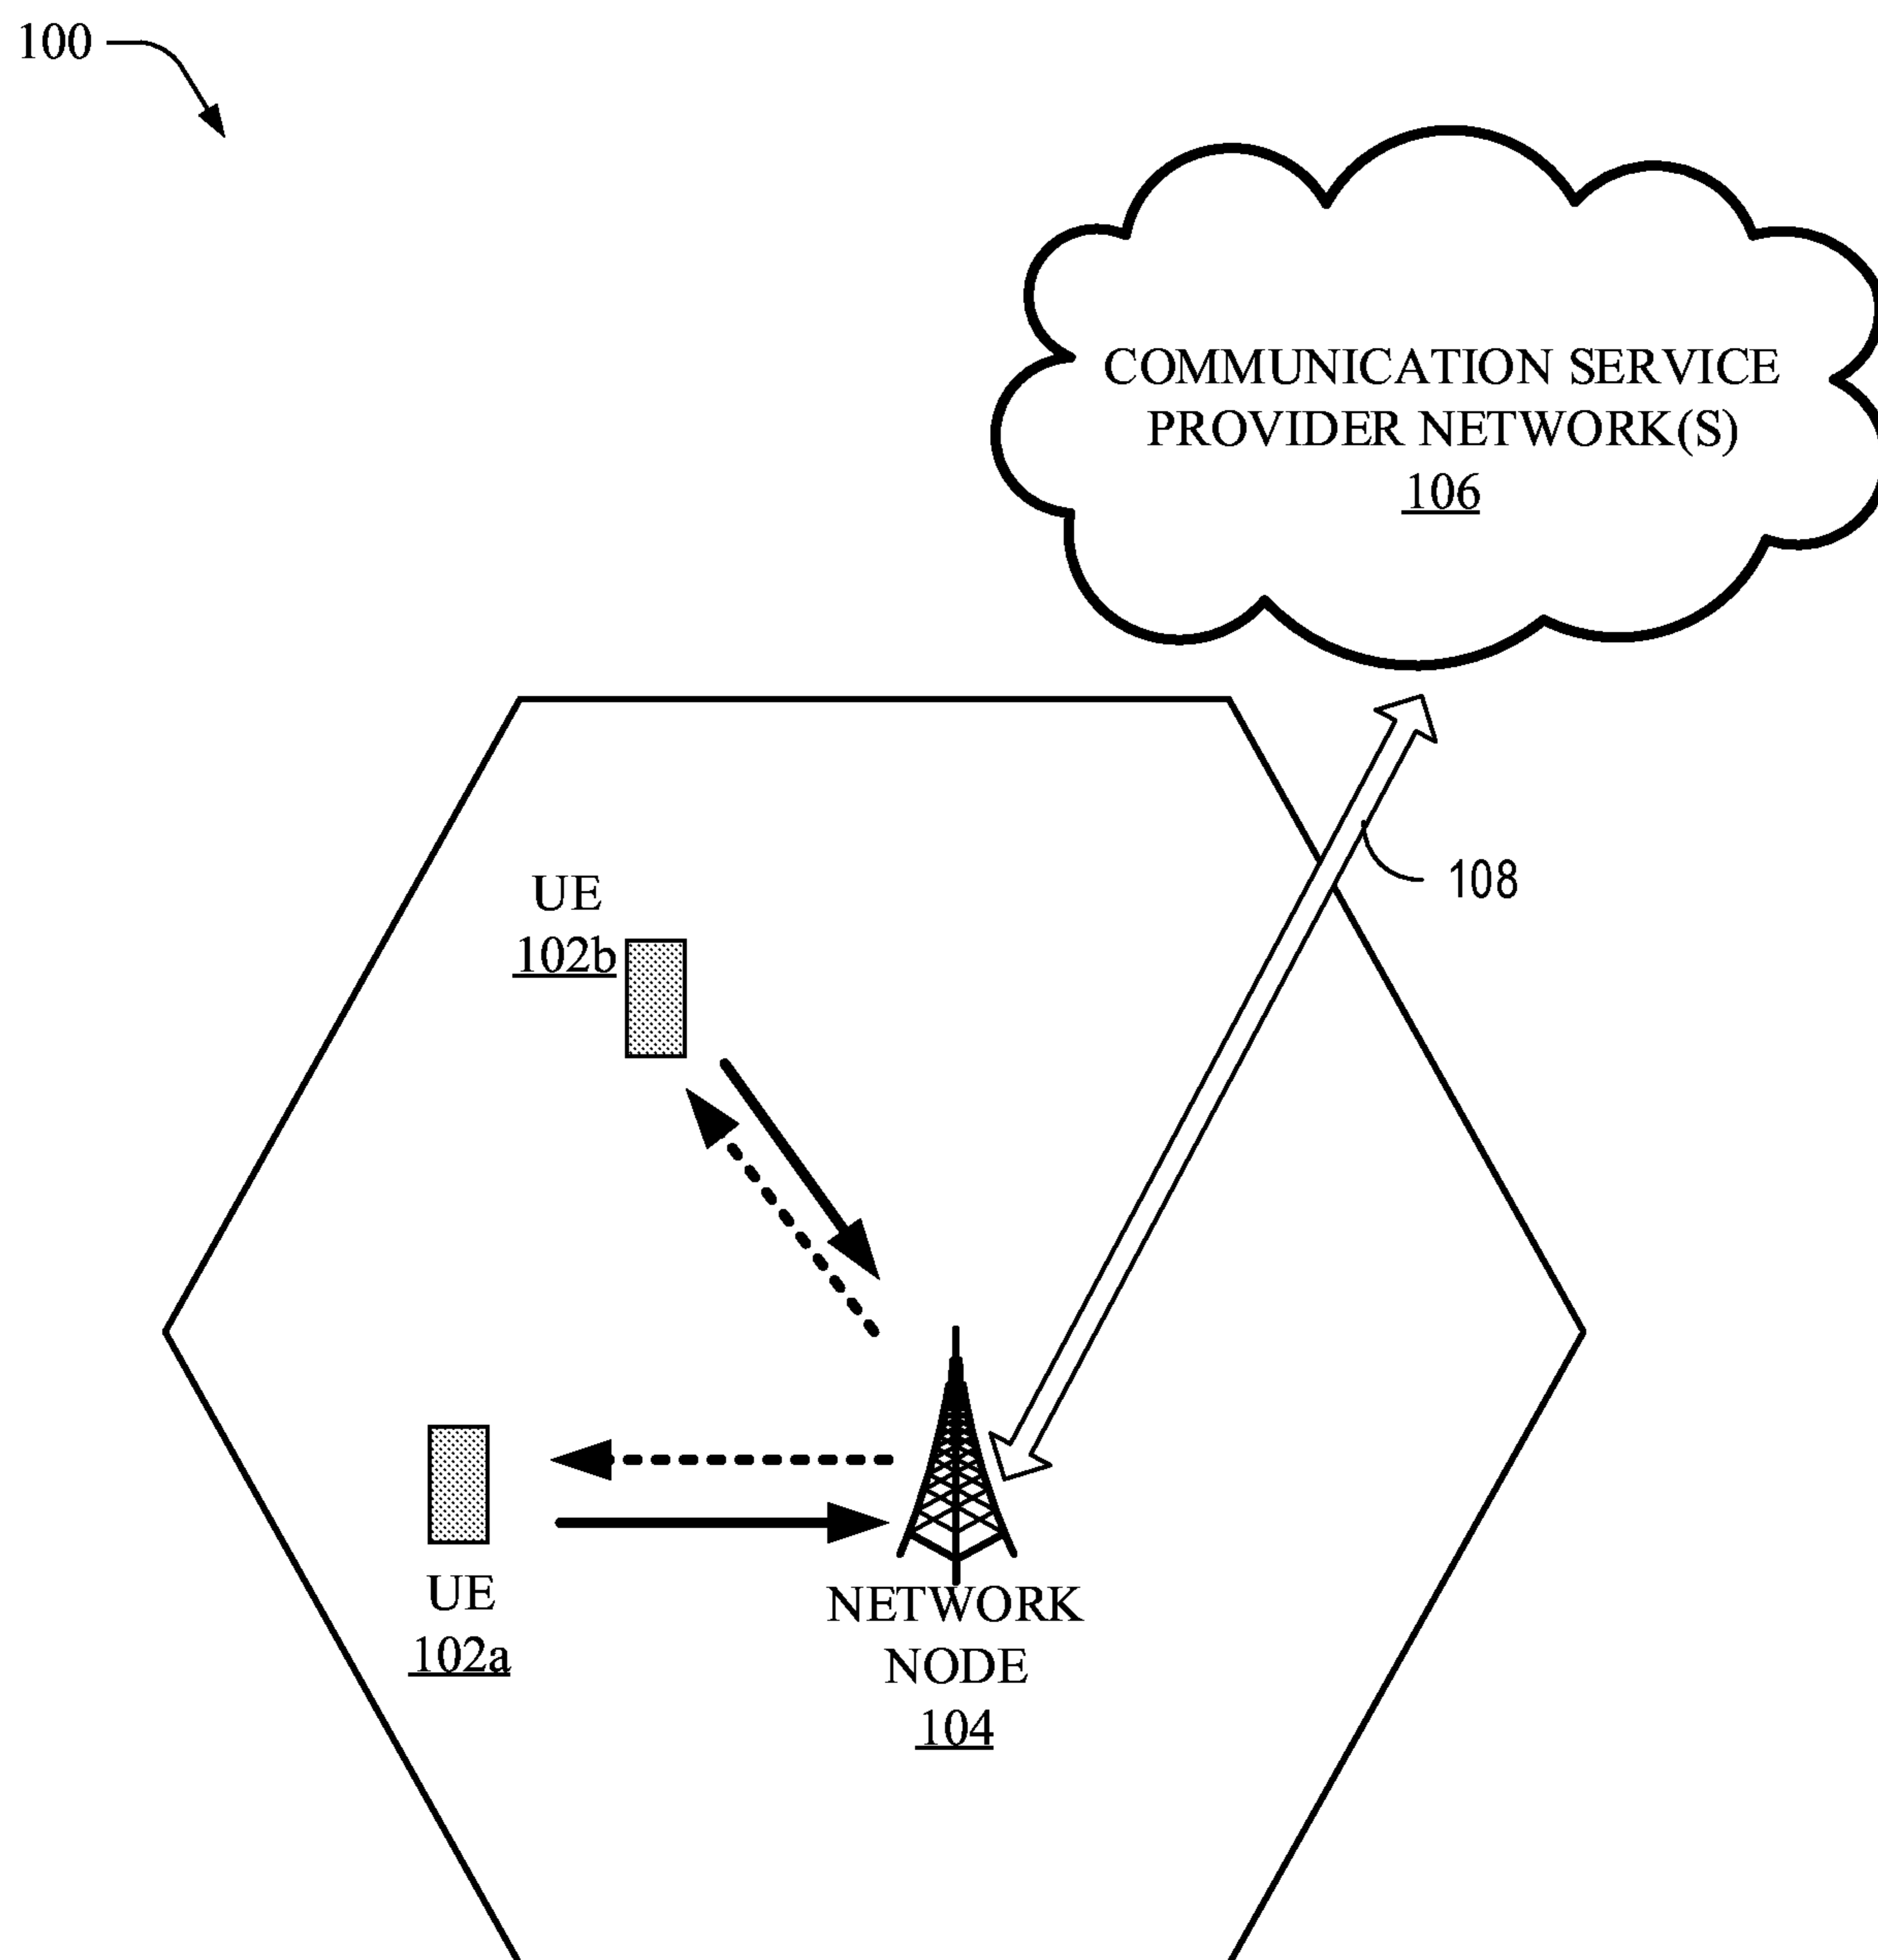 100
COMMUNICATION SERVICE
PROVIDER NETWORK(S)
106
108
UE
102b
UE
102a
NETWORK
NODE
104